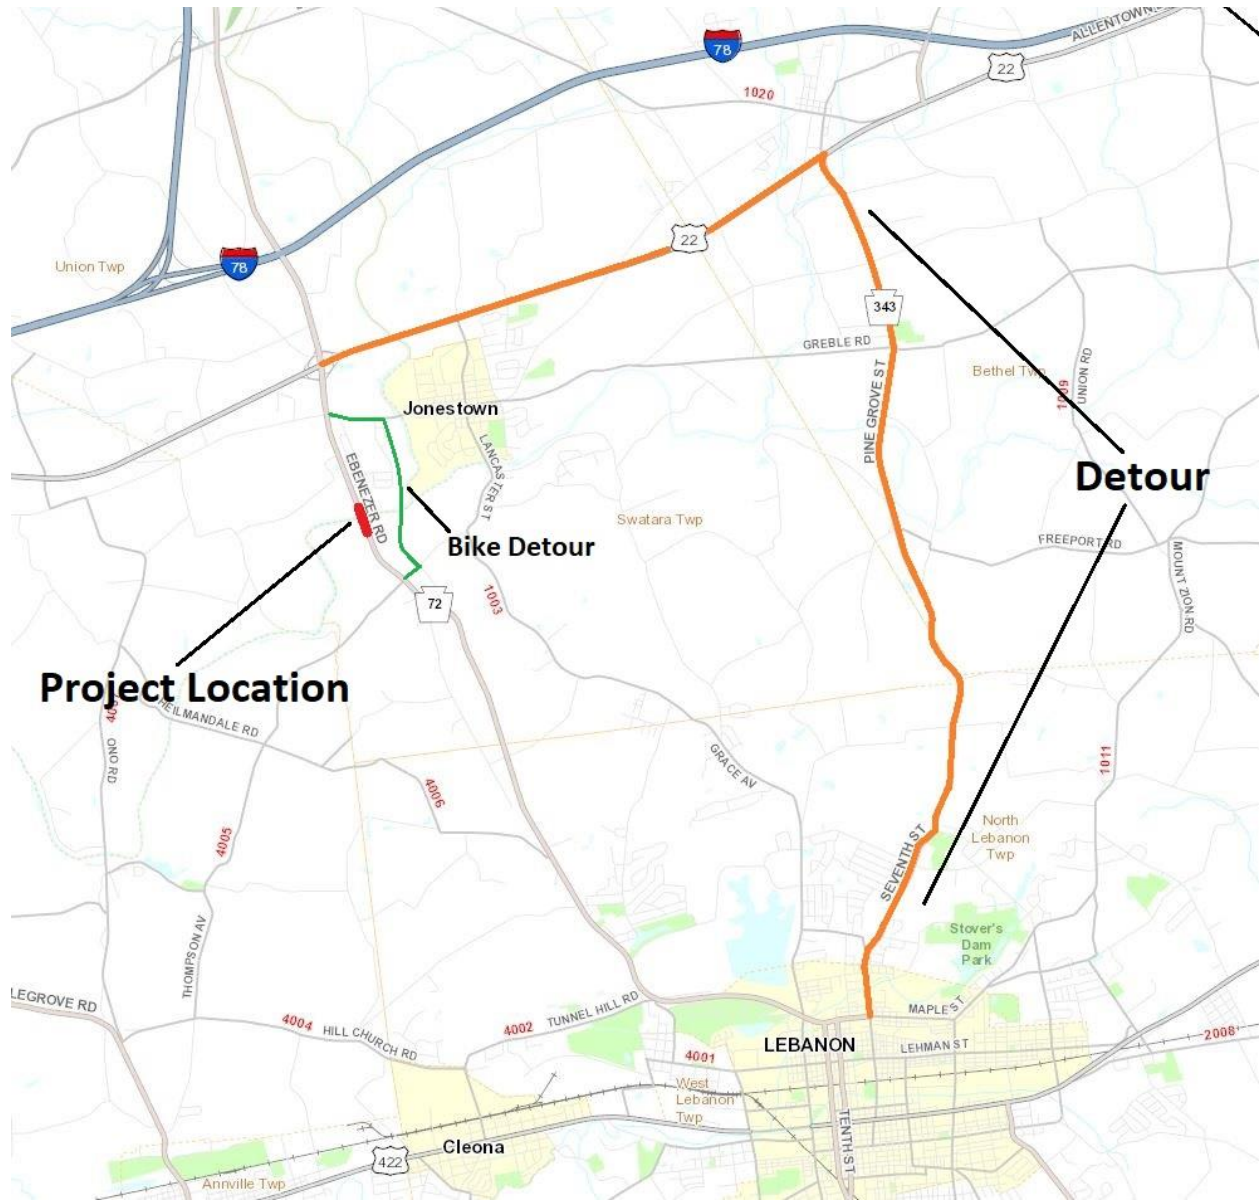 ALLENTOWN
78
22
1020
22
Union Twp
78
343
GREBLE RD
Bethel Twp
1009
UNION RD
PINE GROVE ST
Jonestown
LANCASTER ST
EBENEZER RD
Detour
Swatara Twp
Bike Detour
FREEPORT RD
MOUNT ZION RD
72
1003
Project Location
HEILMANDALE RD
ONO RD
GRACE AV
1011
4006
4005
North
Lebanon
Twp
SEVENTH ST
THOMPSON AV
Stover's
Dam
Park
LEGROVE RD
4004
HILL CHURCH RD
4002
TUNNEL HILL RD
MAPLE ST
LEBANON
LEHMAN ST
2008
4001
West
Lebanon
Twp
TENTH ST
Cleona
422
Annville Twp